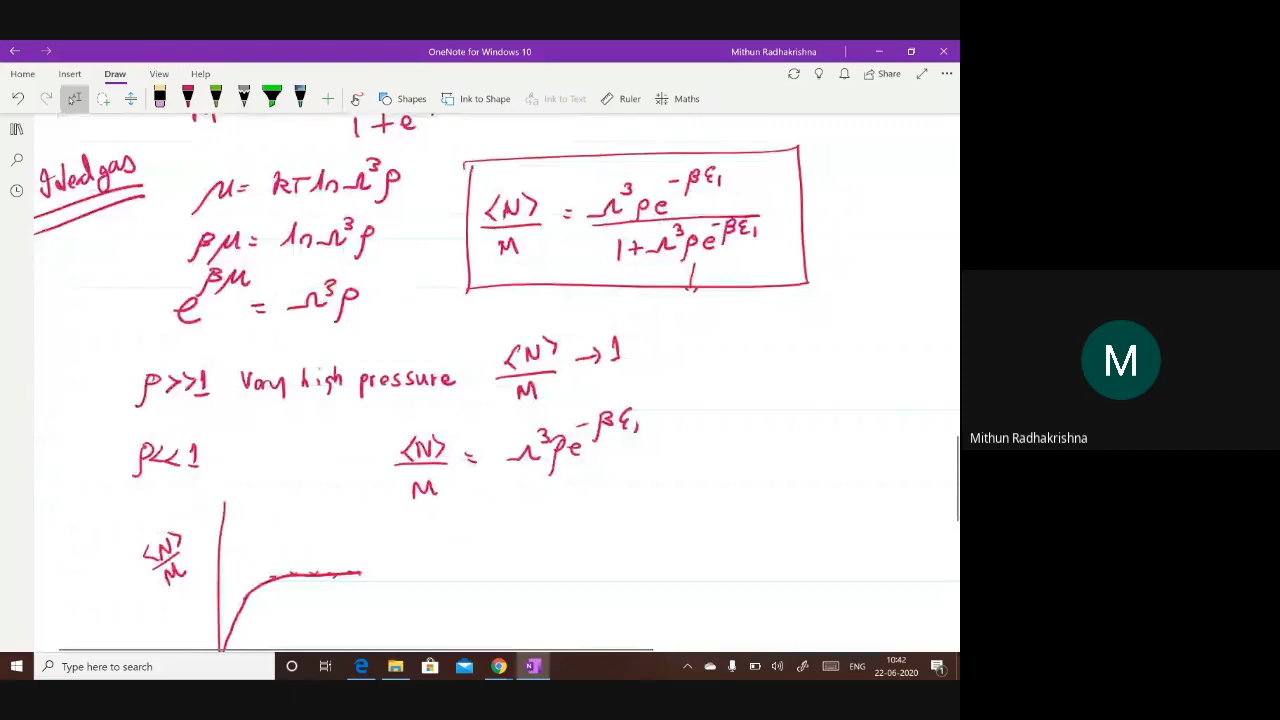 OneNote for Windows 10
Mithun Radhakrishna
Home Insert Draw View Help
Share
Shapes Ink to Shape Ink to Text Ruler Maths
1 + e
Ideal gas
μ = kT ln Λ³ρ
βμ = ln Λ³ρ
e^βμ = Λ³ρ
<N>/M = Λ³ρe^-βε₁ / 1+Λ³ρe^-βε₁
ρ>>1 Very high pressure <N>/M → 1
ρ<<1 <N>/M = Λ³ρe^-βε₁
<N>/M
M
Mithun Radhakrishna
Type here to search
ENG
10:42
22-06-2020